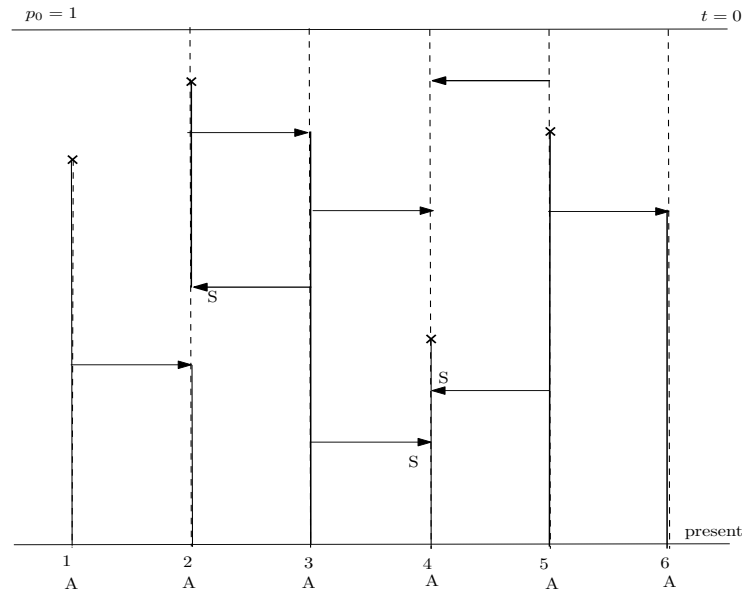 p₀ = 1
t = 0
S
S
S
present
1 2 3 4 5 6
A A A A A A